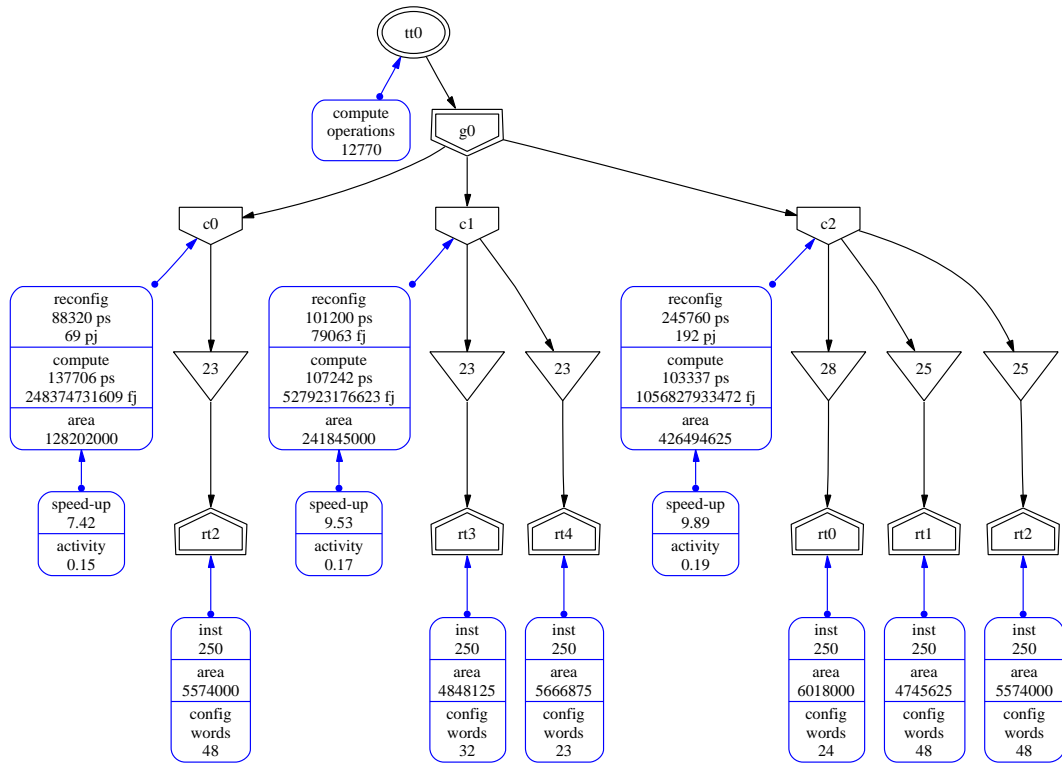 tt0
compute
operations
12770
g0
c0
c1
c2
reconfig
88320 ps
69 pj
compute
137706 ps
248374731609 fj
area
128202000
23
reconfig
101200 ps
79063 fj
compute
107242 ps
527923176623 fj
area
241845000
23
23
reconfig
245760 ps
192 pj
compute
103337 ps
1056827933472 fj
area
426494625
28
25
25
speed-up
7.42
activity
0.15
rt2
speed-up
9.53
activity
0.17
rt3
rt4
speed-up
9.89
activity
0.19
rt0
rt1
rt2
inst
250
area
5574000
config
words
48
inst
250
area
4848125
config
words
32
inst
250
area
5666875
config
words
23
inst
250
area
6018000
config
words
24
inst
250
area
4745625
config
words
48
inst
250
area
5574000
config
words
48